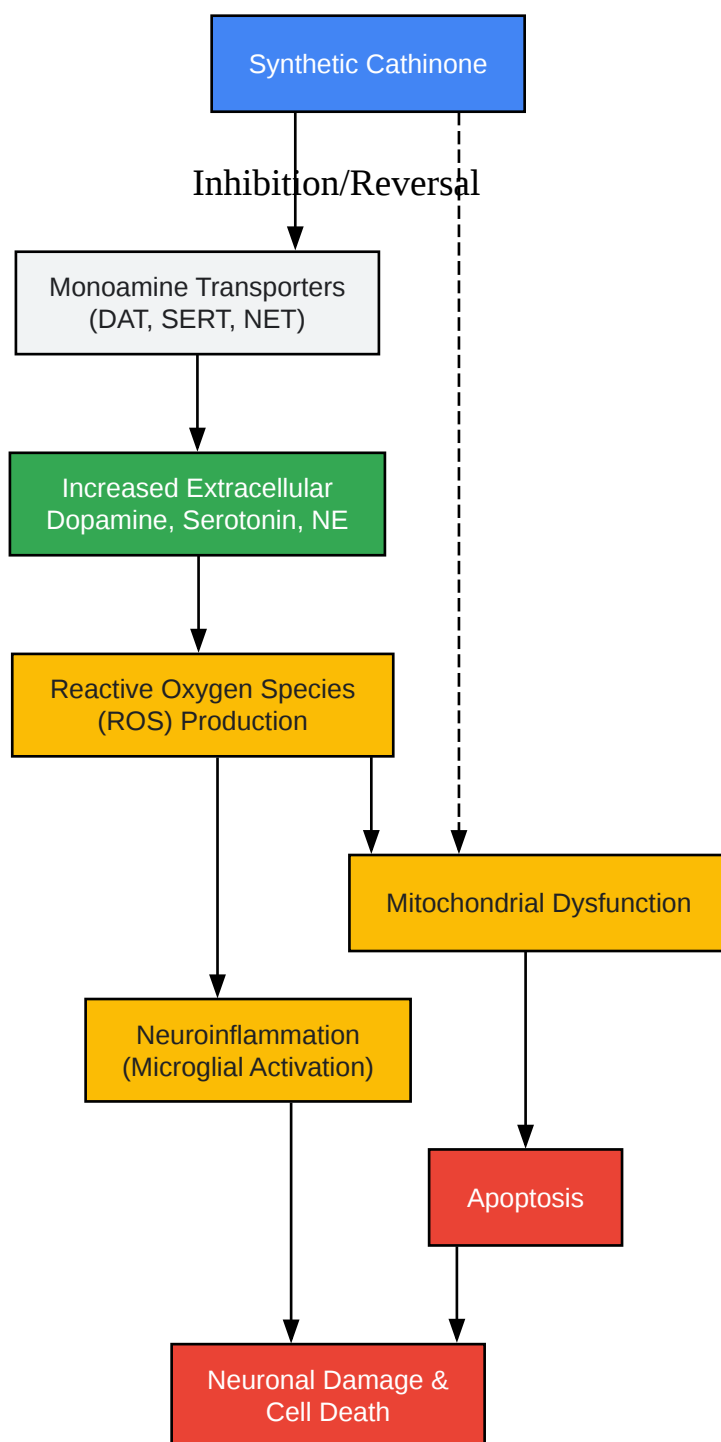 Synthetic Cathinone
Inhibition/Reversal
Monoamine Transporters
(DAT, SERT, NET)
Increased Extracellular
Dopamine, Serotonin, NE
Reactive Oxygen Species
(ROS) Production
Mitochondrial Dysfunction
Neuroinflammation
(Microglial Activation)
Apoptosis
Neuronal Damage &
Cell Death